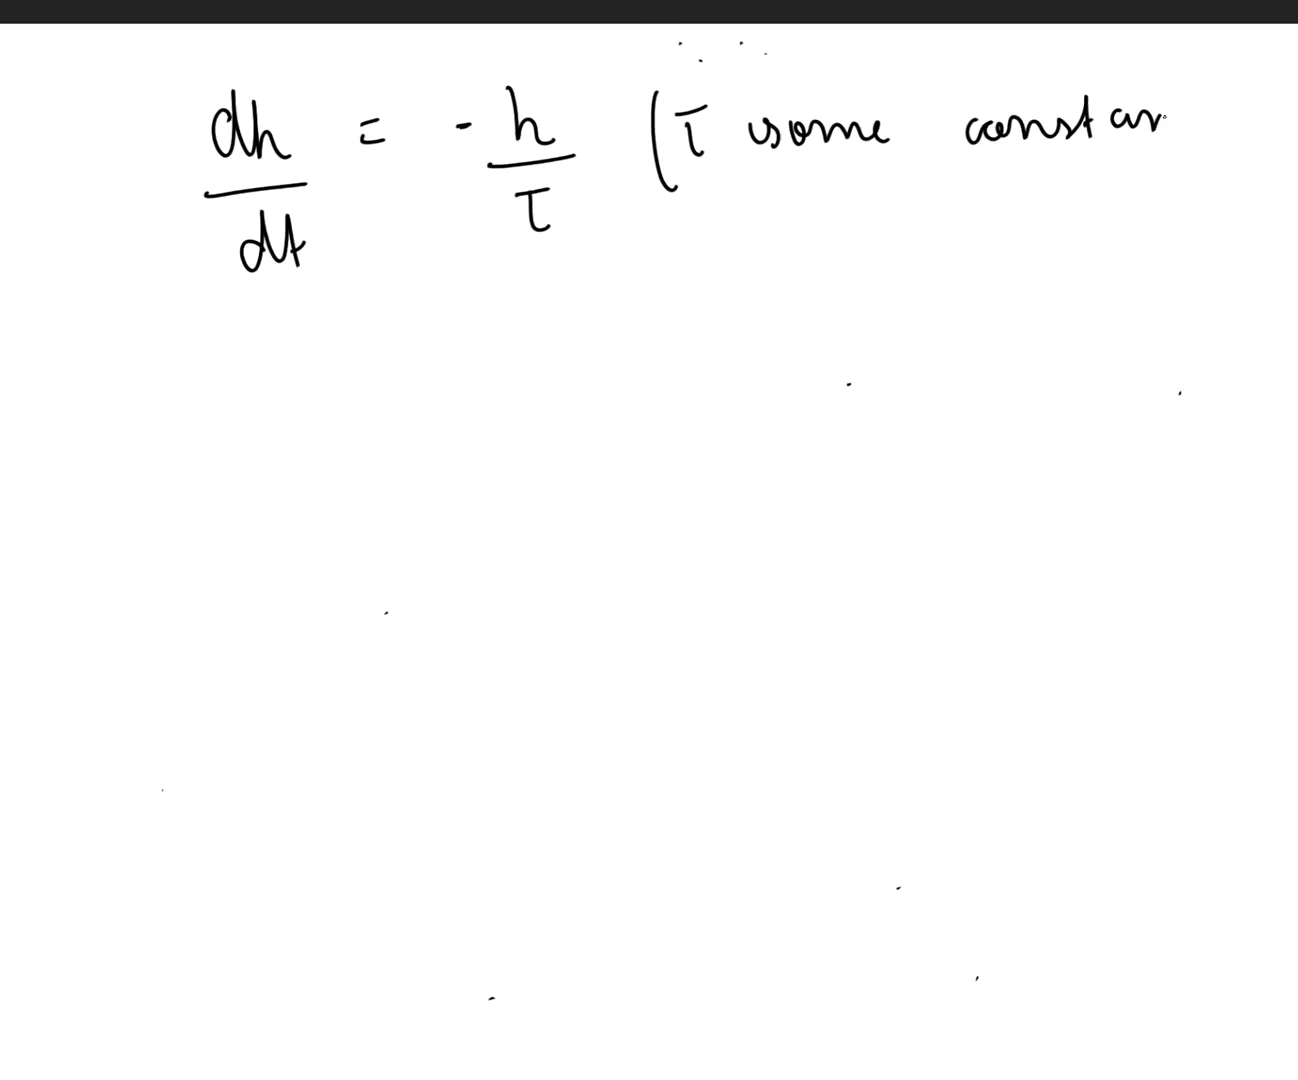 dh/dt = - h/τ (τ some constan